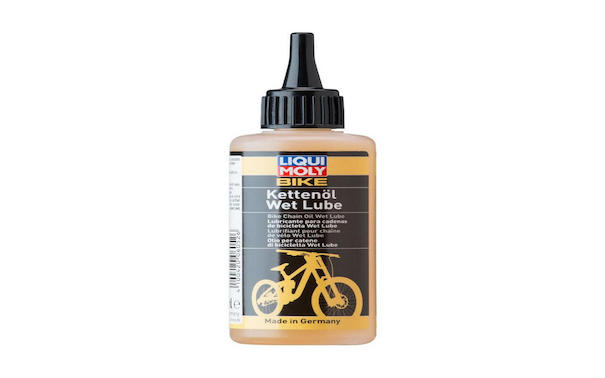 LIQUI
MOLY
BIKE
Kettenöl
Wet Lube
Bike Chain Oil Wet Lube
Lubricante para cadenas
de bicicleta Wet Lube
Lubrifiant pour chaîne
de vélo Wet Lube
Olio per catene
di bicicletta Wet Lube
Made in Germany